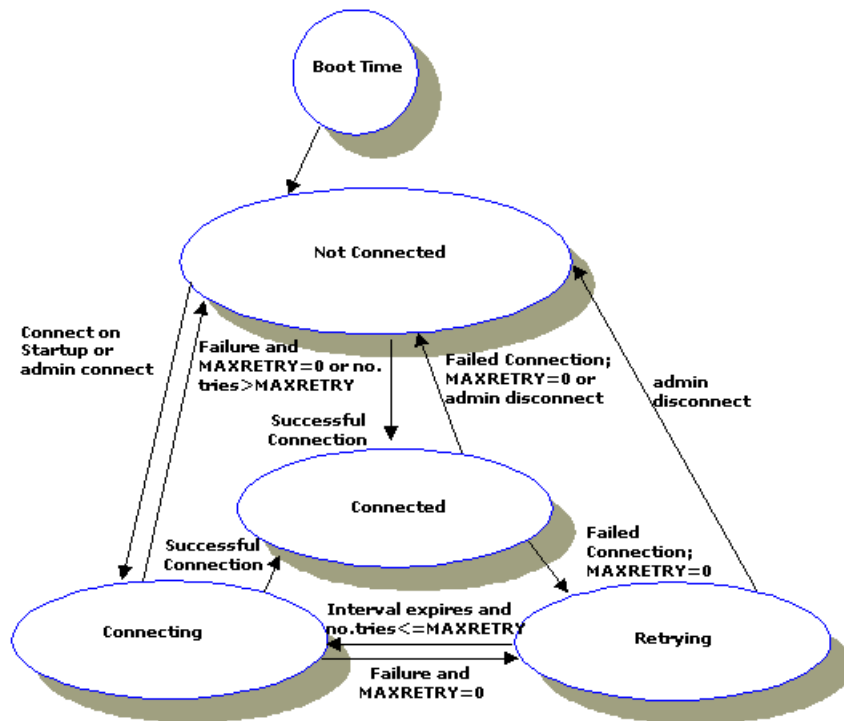 Boot Time
Not Connected
Connect on
Startup or
admin connect
Failure and
MAXRETRY=0 or no.
tries>MAXRETRY
Failed Connection;
MAXRETRY=0 or
admin disconnect
admin
disconnect
Successful
Connection
Connected
Successful
Connection
Failed
Connection;
MAXRETRY=0
Connecting
Interval expires and
no.tries<=MAXRETRY
Retrying
Failure and
MAXRETRY=0